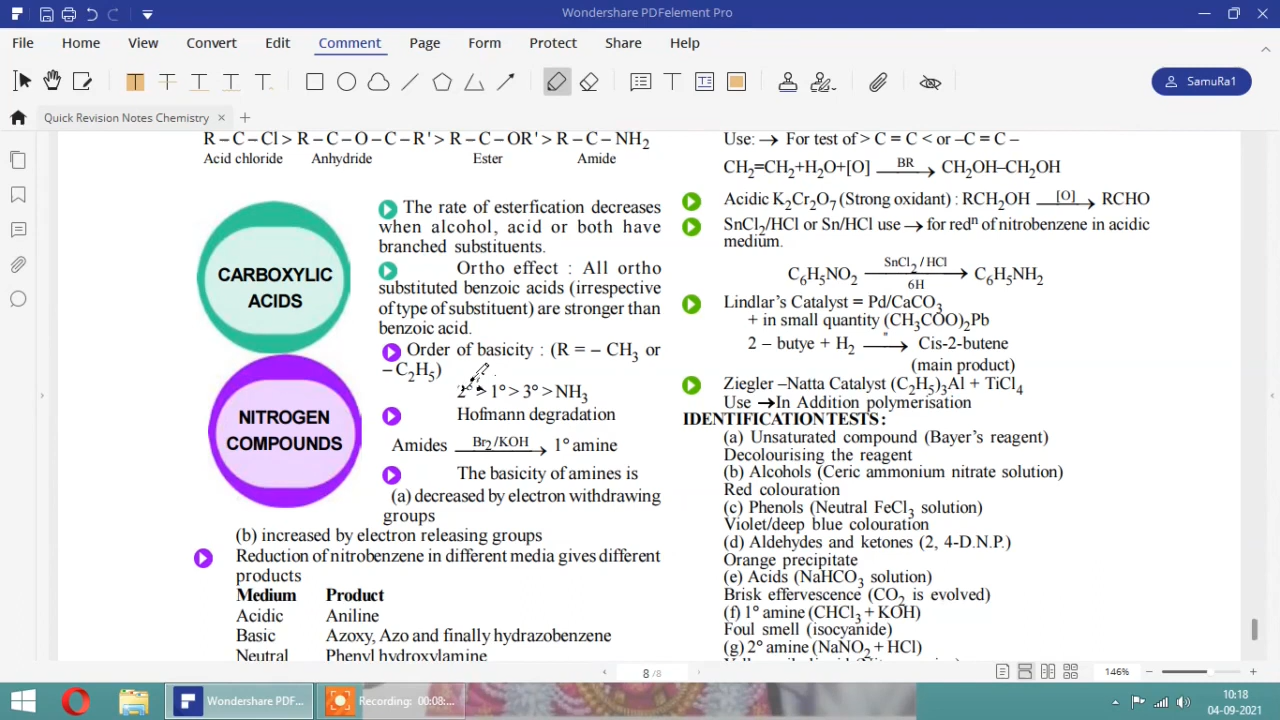 Wondershare PDFelement Pro
File Home View Convert Edit Comment Page Form Protect Share Help
SamuRa1
Quick Revision Notes Chemistry
R – C – Cl > R – C – O – C – R' > R – C – OR' > R – C – NH2
Acid chloride Anhydride Ester Amide
CARBOXYLIC
ACIDS
The rate of esterfication decreases
when alcohol, acid or both have
branched substituents.
Ortho effect : All ortho
substituted benzoic acids (irrespective
of type of substituent) are stronger than
benzoic acid.
NITROGEN
COMPOUNDS
Order of basicity : (R = – CH3 or
– C2H5)
2° > 1° > 3° > NH3
Hofmann degradation
Amides Br2/KOH → 1° amine
The basicity of amines is
(a) decreased by electron withdrawing
groups
(b) increased by electron releasing groups
Reduction of nitrobenzene in different media gives different
products
Medium Product
Acidic Aniline
Basic Azoxy, Azo and finally hydrazobenzene
Neutral Phenyl hydroxylamine
Use: → For test of > C = C < or –C = C –
CH2=CH2+H2O+[O] BR → CH2OH–CH2OH
Acidic K2Cr2O7 (Strong oxidant) : RCH2OH [O] → RCHO
SnCl2/HCl or Sn/HCl use → for redn of nitrobenzene in acidic
medium.
C6H5NO2 SnCl2/HCl 6H → C6H5NH2
Lindlar's Catalyst = Pd/CaCO3
+ in small quantity (CH3COO)2Pb
2 – butye + H2 " → Cis-2-butene
(main product)
Ziegler –Natta Catalyst (C2H5)3Al + TiCl4
Use → In Addition polymerisation
IDENTIFICATION TESTS :
(a) Unsaturated compound (Bayer's reagent)
Decolourising the reagent
(b) Alcohols (Ceric ammonium nitrate solution)
Red colouration
(c) Phenols (Neutral FeCl3 solution)
Violet/deep blue colouration
(d) Aldehydes and ketones (2, 4-D.N.P.)
Orange precipitate
(e) Acids (NaHCO3 solution)
Brisk effervescence (CO2 is evolved)
(f) 1° amine (CHCl3 + KOH)
Foul smell (isocyanide)
(g) 2° amine (NaNO2 + HCl)
8 /8
146%
Wondershare PDF...
Recording: 00:08:...
10:18
04-09-2021